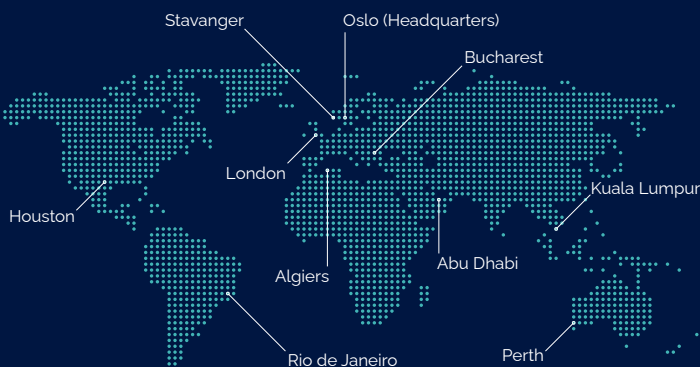 Stavanger
Oslo (Headquarters)
Bucharest
London
Kuala Lumpur
Houston
Abu Dhabi
Algiers
Perth
Rio de Janeiro